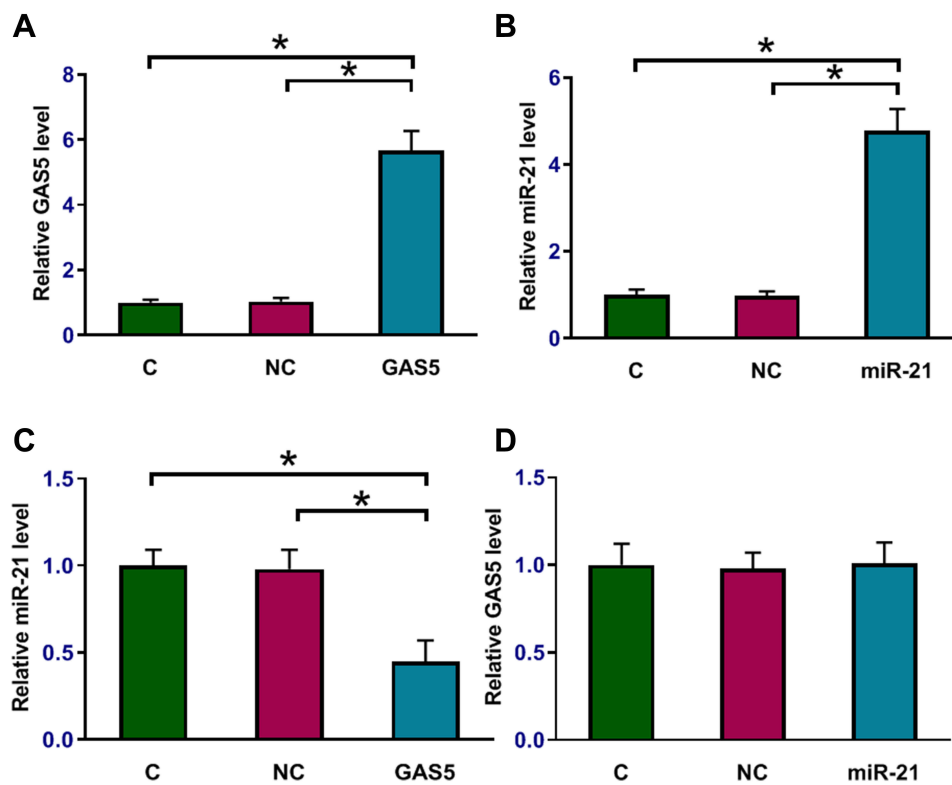 A
*
*
Relative GAS5 level
8
6
4
2
0
C NC GAS5
B
*
*
Relative miR-21 level
6
4
2
0
C NC miR-21
C
*
*
Relative miR-21 level
1.5
1.0
0.5
0.0
C NC GAS5
D
Relative GAS5 level
1.5
1.0
0.5
0.0
C NC miR-21